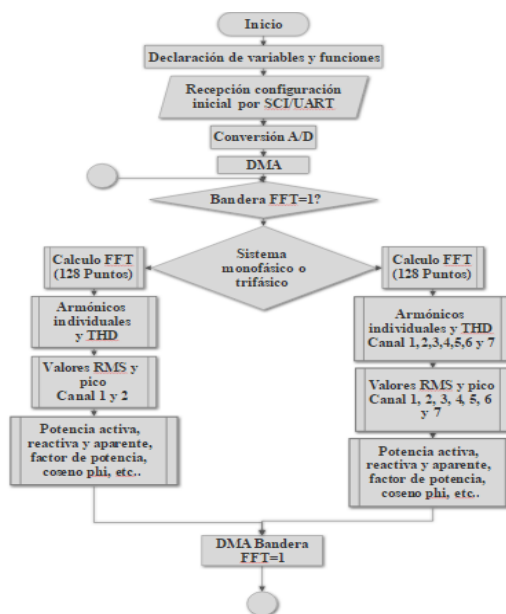 Inicio
Declaración de variables y funciones
Recepción configuración
inicial por SCI/UART
Conversión A/D
DMA
Bandera FFT=1?
Sistema
monofásico o
trifásico
Calculo FFT
(128 Puntos)
Armónicos
individuales
y THD
Valores RMS y
pico
Canal 1 y 2
Potencia activa,
reactiva y aparente,
factor de potencia,
coseno phi, etc..
Calculo FFT
(128 Puntos)
Armónicos
individuales y THD
Canal 1,2,3,4,5,6 y 7
Valores RMS y pico
Canal 1, 2, 3, 4, 5, 6
y 7
Potencia activa,
reactiva y aparente,
factor de potencia,
coseno phi, etc..
DMA Bandera
FFT=1